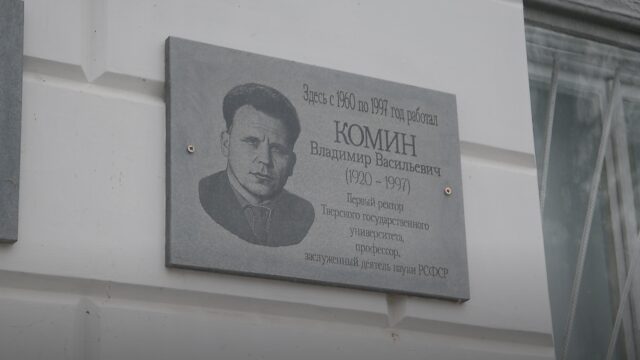 Здесь с 1960 по 1997 год работал
КОМИН
Владимир Васильевич
(1920 - 1997)
Первый ректор
Тверского государственного
университета,
профессор,
заслуженный деятель науки РСФСР